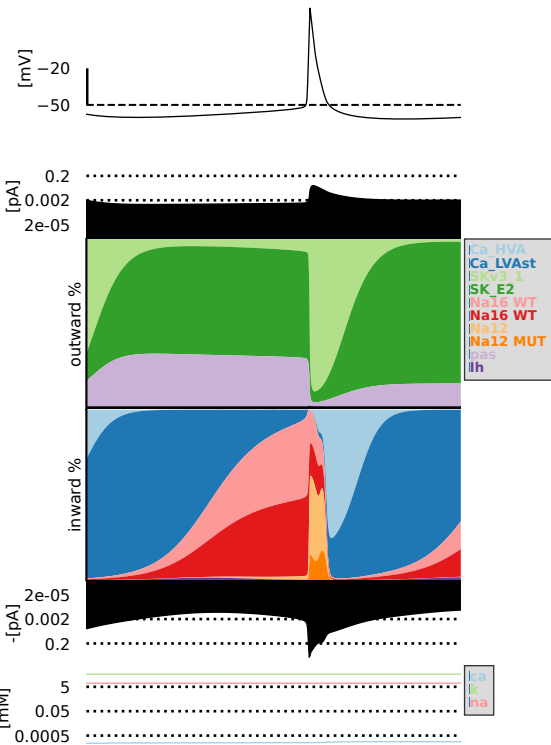 [mV]
−20
−50
[pA]
0.2
0.002
2e-05
outward %
Ca_HVA
Ca_LVAst
SKv3_1
SK_E2
Na16 WT
Na16 WT
Na12
Na12 MUT
pas
Ih
inward %
-[pA]
2e-05
0.002
0.2
[mM]
5
0.05
0.0005
ca
k
na